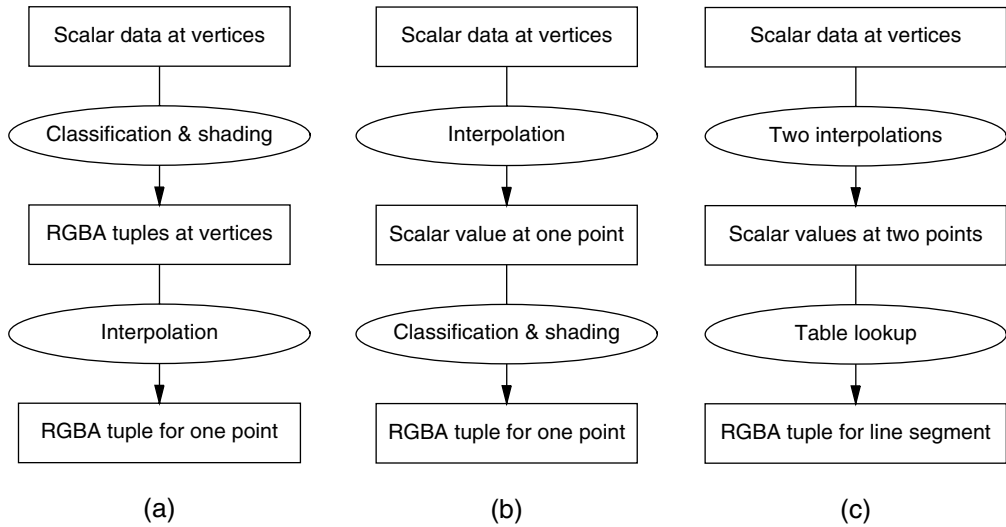 Scalar data at vertices
Classification & shading
RGBA tuples at vertices
Interpolation
RGBA tuple for one point
(a)
Scalar data at vertices
Interpolation
Scalar value at one point
Classification & shading
RGBA tuple for one point
(b)
Scalar data at vertices
Two interpolations
Scalar values at two points
Table lookup
RGBA tuple for line segment
(c)